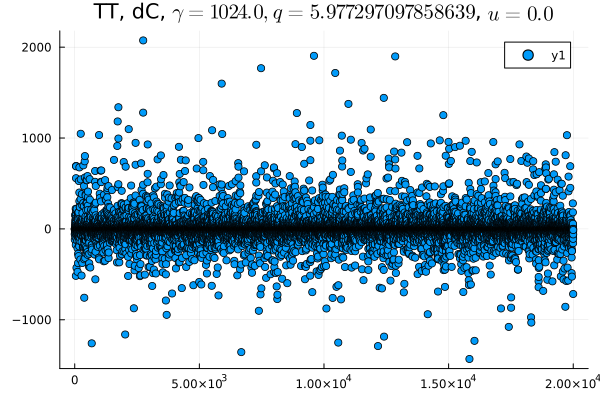 TT, dC, γ = 1024.0, q = 5.977297097858639, u = 0.0
2000
y1
1000
0
−1000
0 5.00×10³ 1.00×10⁴ 1.50×10⁴ 2.00×10⁴